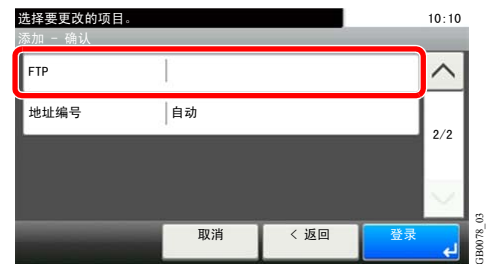 选择要更改的项目。
10:10
添加 - 确认
FTP
地址编号
自动
2/2
取消
< 返回
登录
GB0078_03